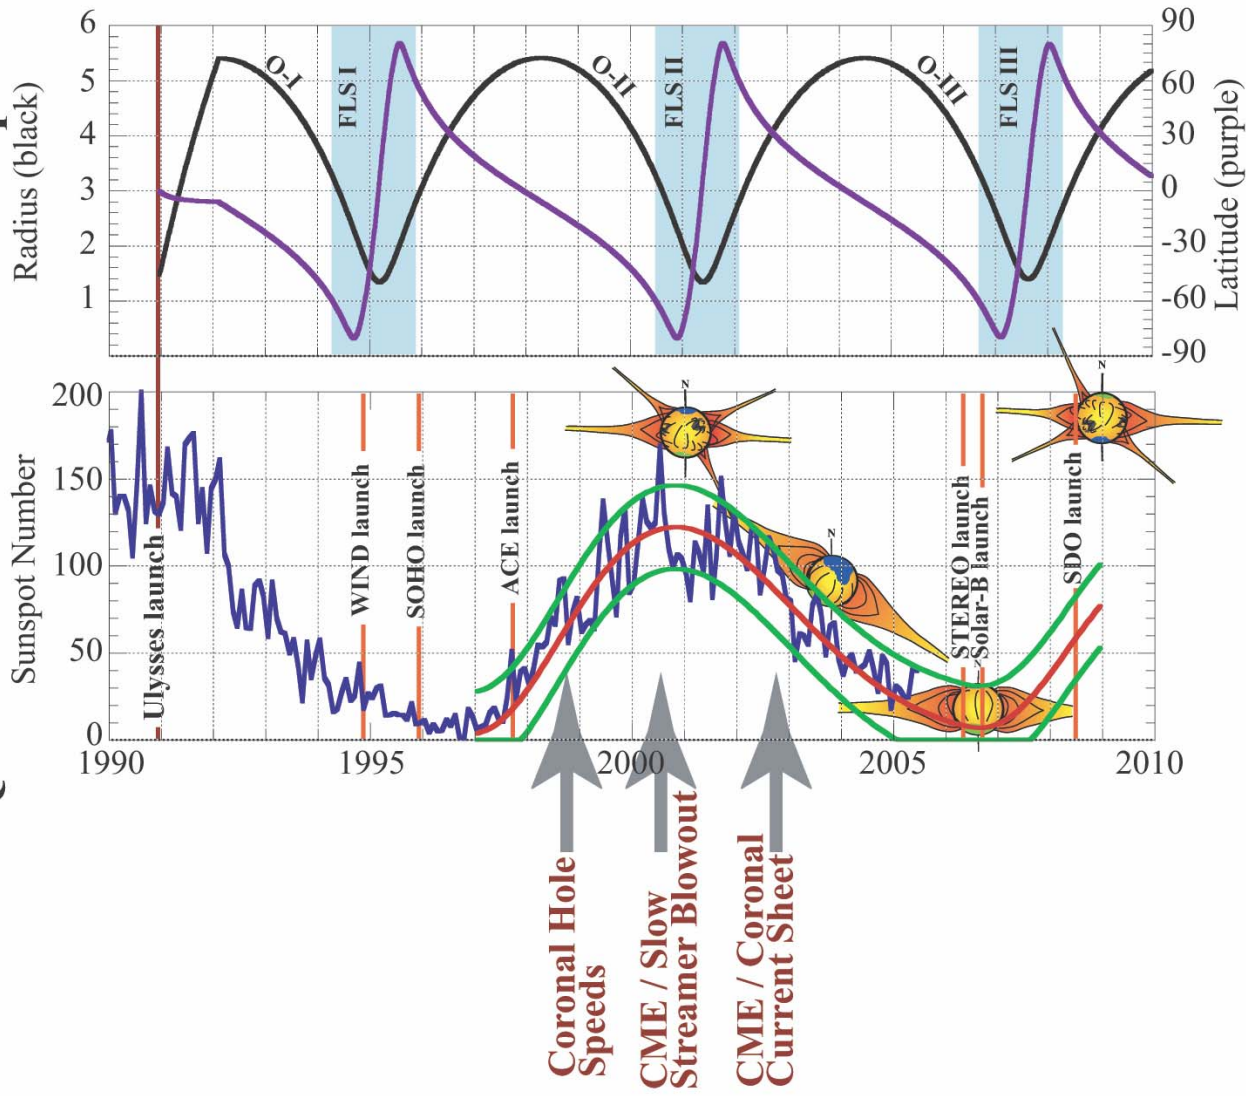 6
5
4
3
2
1
Radius (black)
90
60
30
0
-30
-60
-90
Latitude (purple)
O-I
FLS I
O-II
FLS II
O-III
FLS III
200
150
100
50
0
Sunspot Number
Ulysses launch
WIND launch
SOHO launch
ACE launch
STEREO launch
Solar-B launch
SDO launch
N
N
N
N
1990
1995
2000
2005
2010
Coronal Hole
Speeds
CME / Slow
Streamer Blowout
CME / Coronal
Current Sheet